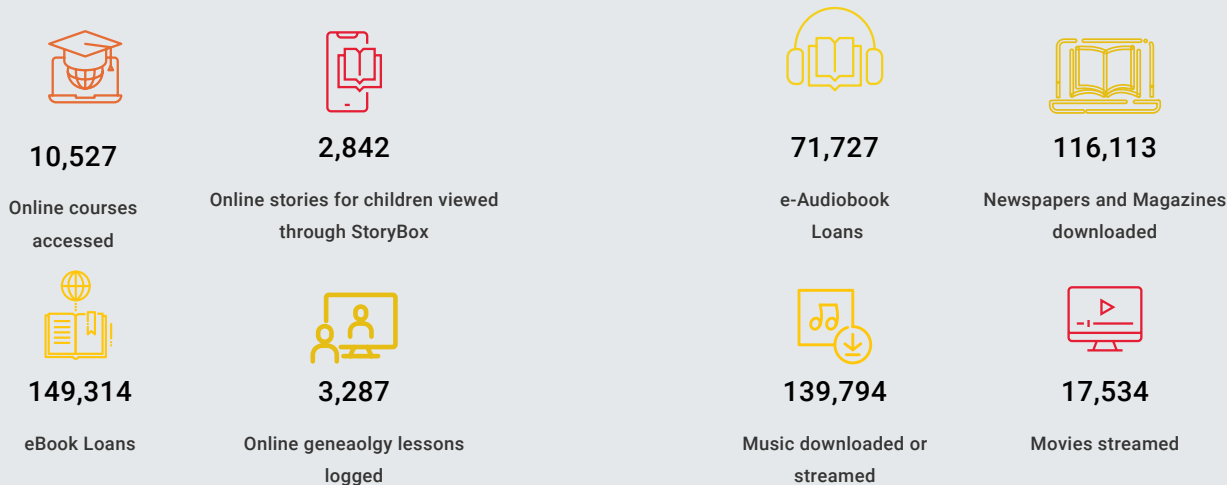 10,527
Online courses
accessed
2,842
Online stories for children viewed
through StoryBox
71,727
e-Audiobook
Loans
116,113
Newspapers and Magazines
downloaded
149,314
eBook Loans
3,287
Online geneaolgy lessons
logged
139,794
Music downloaded or
streamed
17,534
Movies streamed